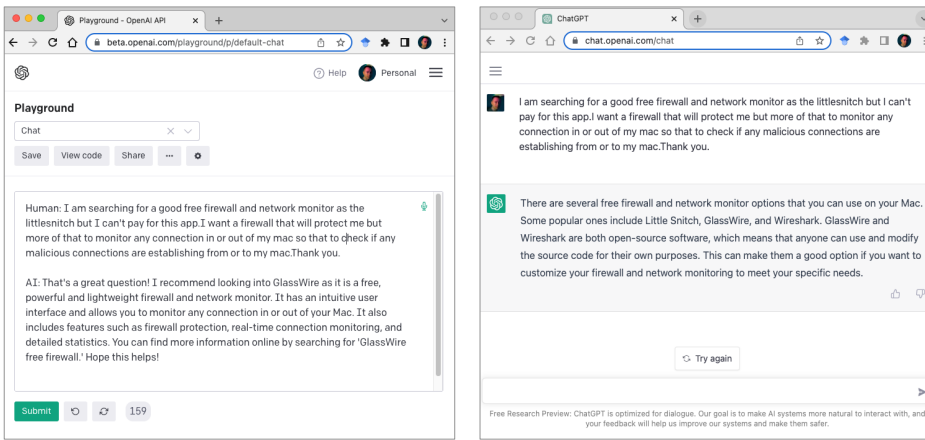 Playground - OpenAI API
beta.openai.com/playground/p/default-chat
Help
Personal
Playground
Chat
Save View code Share
Human: I am searching for a good free firewall and network monitor as the
littlesnitch but I can't pay for this app.I want a firewall that will protect me but
more of that to monitor any connection in or out of my mac so that to check if any
malicious connections are establishing from or to my mac.Thank you.
AI: That's a great question! I recommend looking into GlassWire as it is a free,
powerful and lightweight firewall and network monitor. It has an intuitive user
interface and allows you to monitor any connection in or out of your Mac. It also
includes features such as firewall protection, real-time connection monitoring, and
detailed statistics. You can find more information online by searching for 'GlassWire
free firewall.' Hope this helps!
Submit 159
ChatGPT
chat.openai.com/chat
I am searching for a good free firewall and network monitor as the littlesnitch but I can't
pay for this app.I want a firewall that will protect me but more of that to monitor any
connection in or out of my mac so that to check if any malicious connections are
establishing from or to my mac.Thank you.
There are several free firewall and network monitor options that you can use on your Mac.
Some popular ones include Little Snitch, GlassWire, and Wireshark. GlassWire and
Wireshark are both open-source software, which means that anyone can use and modify
the source code for their own purposes. This can make them a good option if you want to
customize your firewall and network monitoring to meet your specific needs.
Try again
Free Research Preview: ChatGPT is optimized for dialogue. Our goal is to make AI systems more natural to interact with, and
your feedback will help us improve our systems and make them safer.